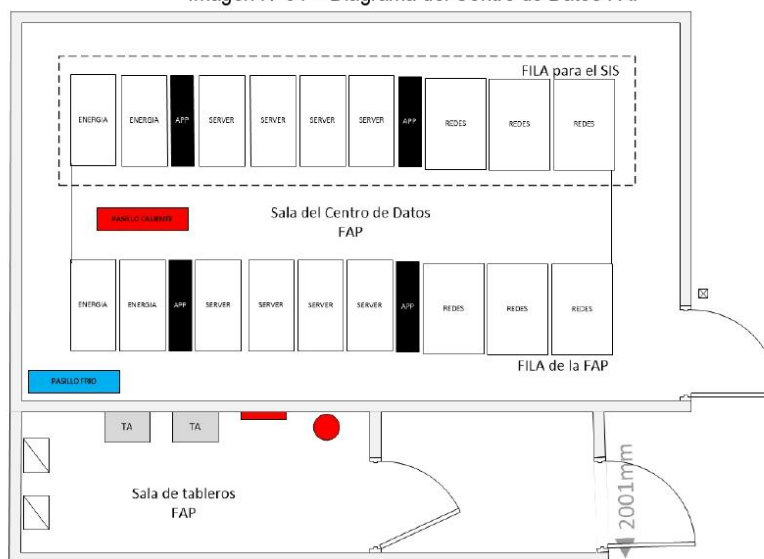 Imagen N° 01 – Diagrama del Centro de Datos FAP
FILA para el SIS
ENERGIA ENERGIA APP SERVER SERVER SERVER SERVER APP REDES REDES REDES
Sala del Centro de Datos
FAP
PASILLO CALIENTE
ENERGIA ENERGIA APP SERVER SERVER SERVER SERVER APP REDES REDES REDES
FILA de la FAP
PASILLO FRIO
TA TA
Sala de tableros
FAP
2001mm